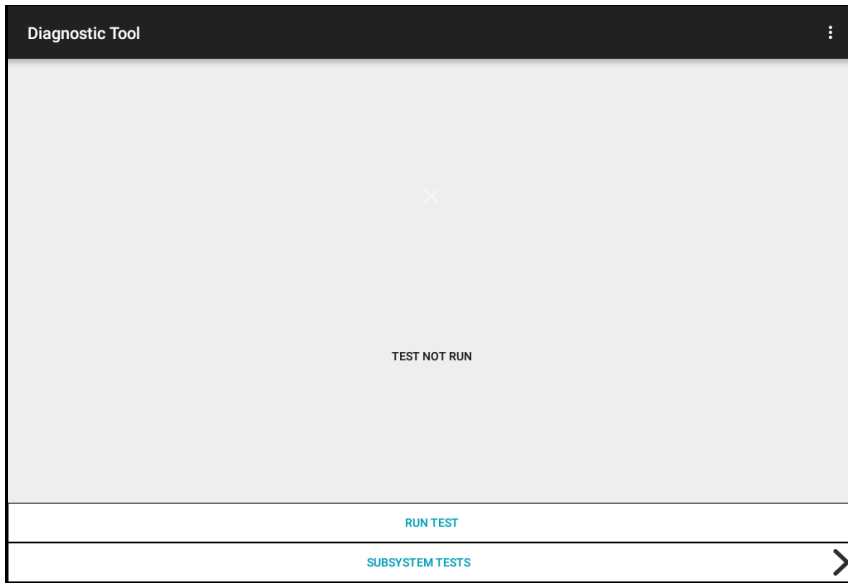 Diagnostic Tool
TEST NOT RUN
RUN TEST
SUBSYSTEM TESTS